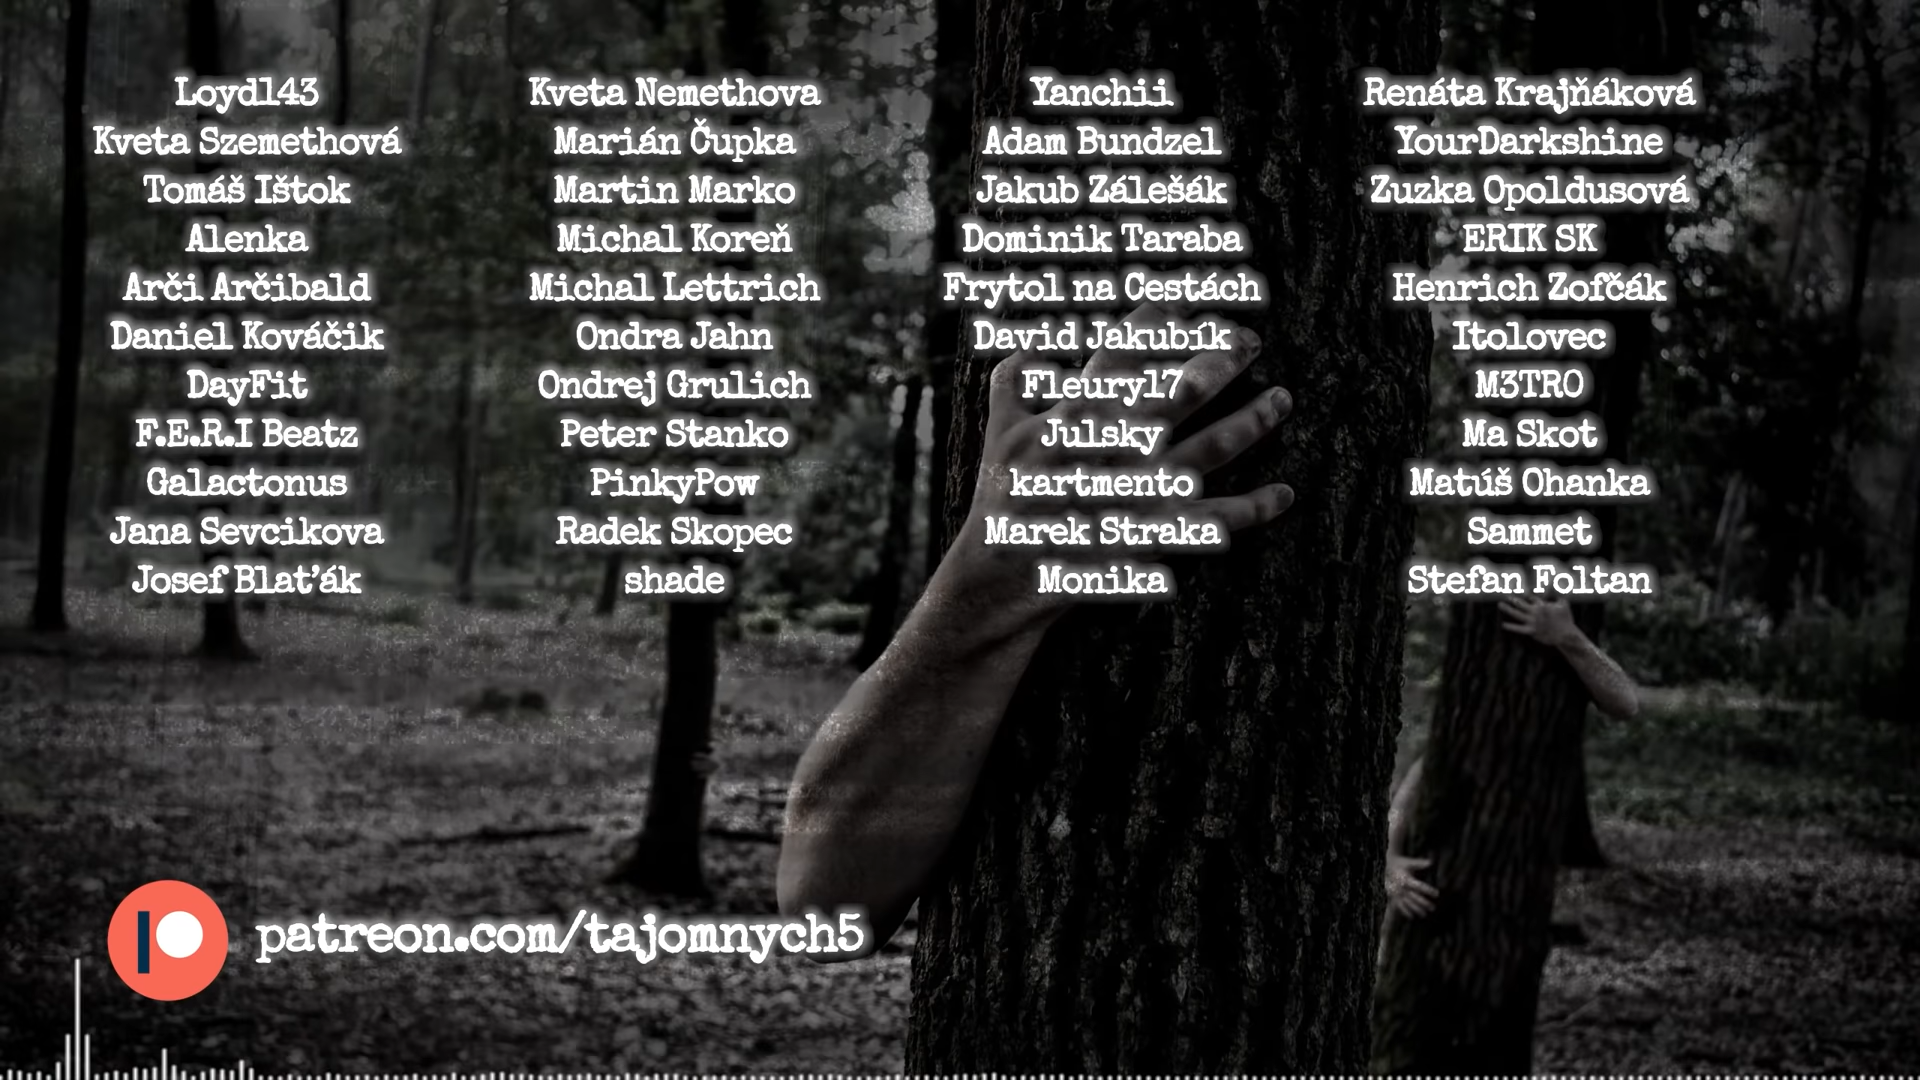 Loyd143
Kveta Szemethová
Tomáš Ištok
Alenka
Arči Arčibald
Daniel Kováčik
DayFit
F.E.R.I Beatz
Galactonus
Jana Sevcikova
Josef Blat'ák
Kveta Nemethova
Marián Čupka
Martin Marko
Michal Koreň
Michal Lettrich
Ondra Jahn
Ondrej Grulich
Peter Stanko
PinkyPow
Radek Skopec
shade
Yanchii
Adam Bundzel
Jakub Zálešák
Dominik Taraba
Frytol na Cestách
David Jakubík
Fleury17
Julsky
kartmento
Marek Straka
Monika
Renáta Krajňáková
YourDarkshine
Zuzka Opoldusová
ERIK SK
Henrich Zofčák
Itolovec
M3TRO
Ma Skot
Matúš Ohanka
Sammet
Stefan Foltan
patreon.com/tajomnych5